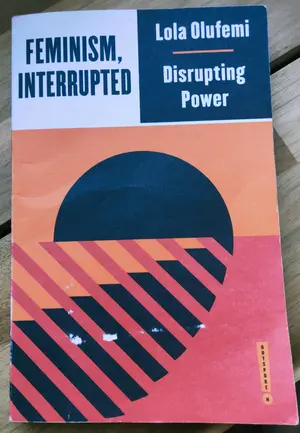 FEMINISM,
INTERRUPTED
Lola Olufemi
Disrupting
Power
OUTSPOKEN